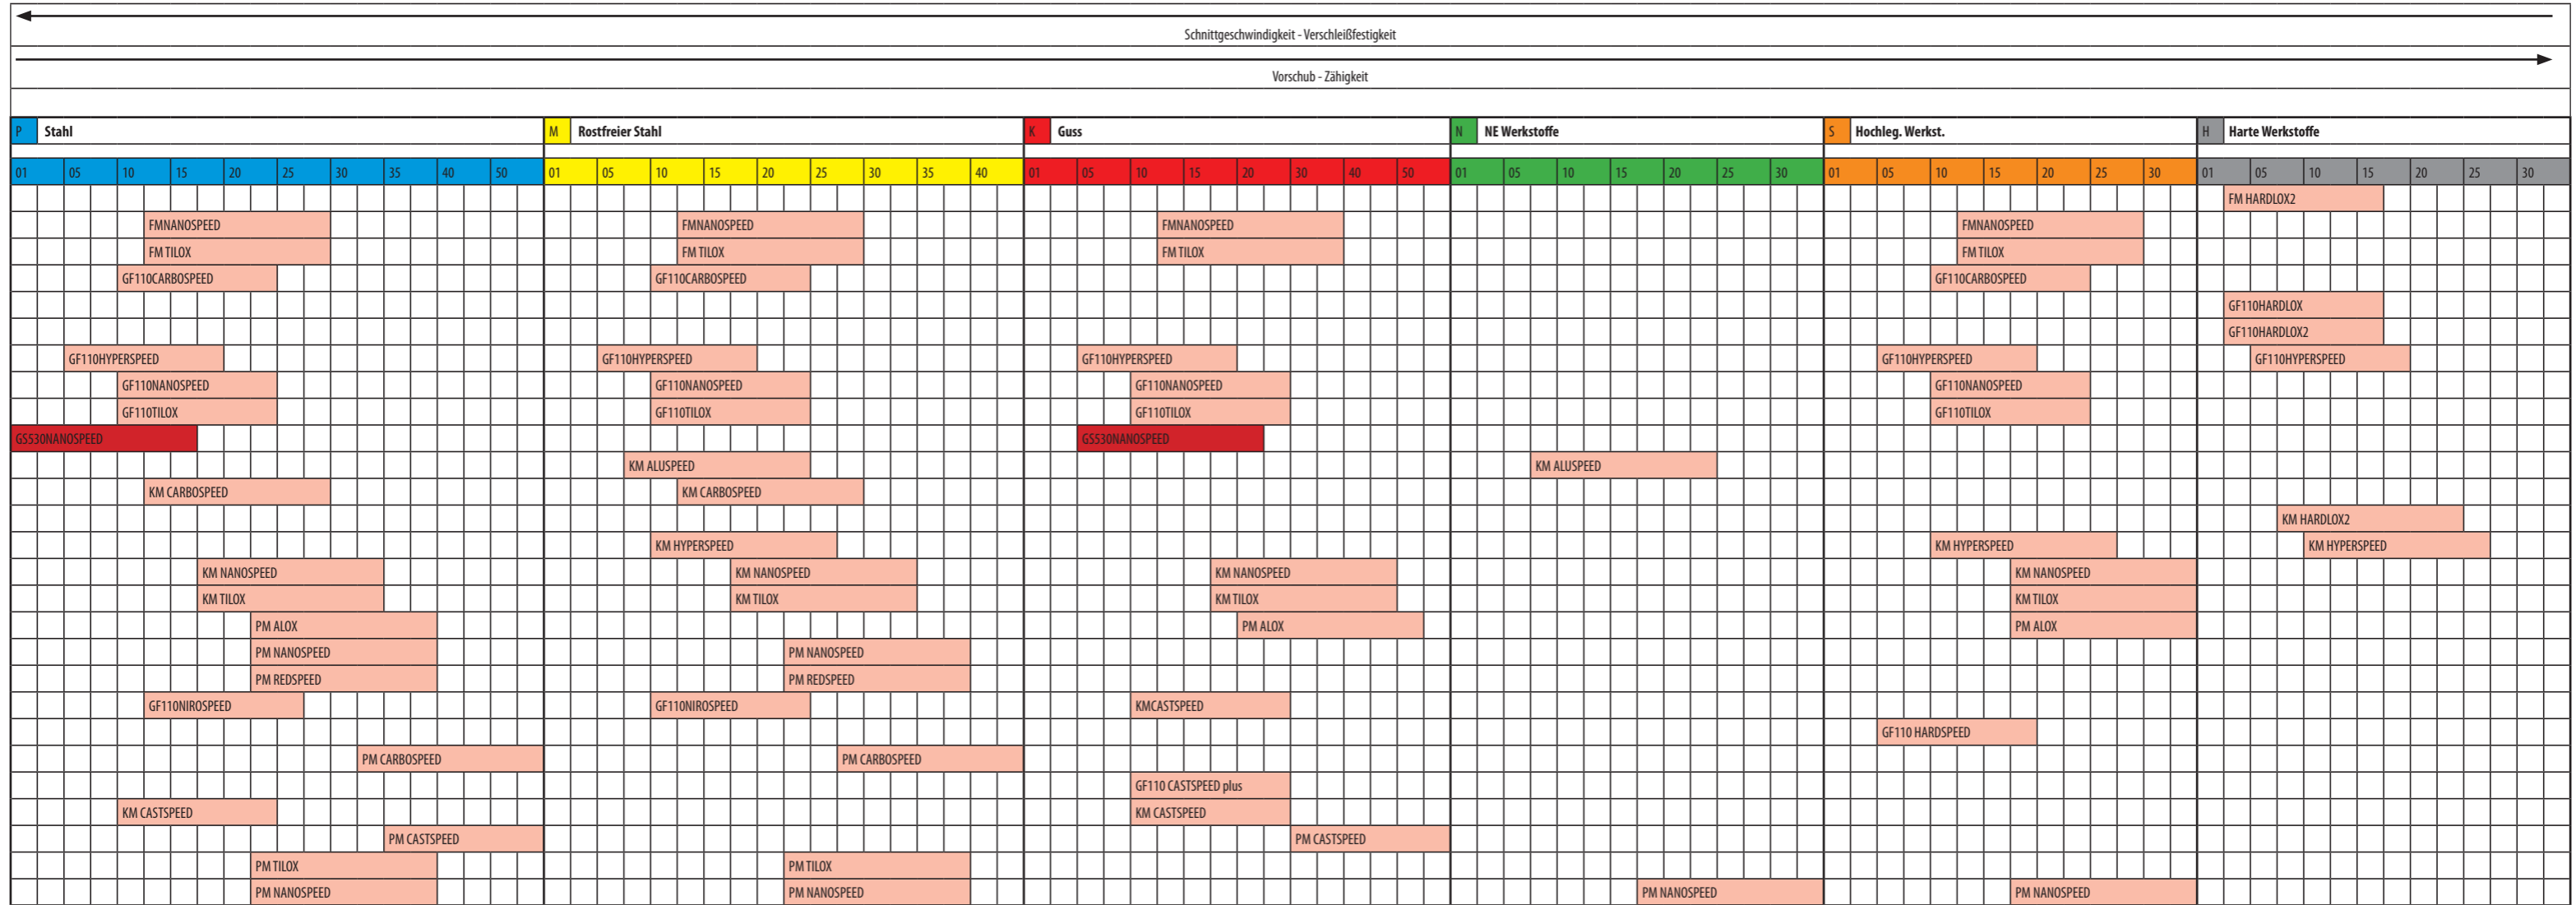 Schnittgeschwindigkeit - Verschleißfestigkeit
Vorschub - Zähigkeit
P Stahl M Rostfreier Stahl K Guss N NE Werkstoffe S Hochleg. Werkst. H Harte Werkstoffe
01 05 10 15 20 25 30 35 40 50 01 05 10 15 20 25 30 35 40 01 05 10 15 20 30 40 50 01 05 10 15 20 25 30 01 05 10 15 20 25 30 01 05 10 15 20 25 30
FM HARDLOX2
FMNANOSPEED FMNANOSPEED FMNANOSPEED FMNANOSPEED
FM TILOX FM TILOX FM TILOX FM TILOX
GF110CARBOSPEED GF110CARBOSPEED GF110CARBOSPEED
GF110HARDLOX
GF110HARDLOX2
GF110HYPERSPEED GF110HYPERSPEED GF110HYPERSPEED GF110HYPERSPEED GF110HYPERSPEED
GF110NANOSPEED GF110NANOSPEED GF110NANOSPEED GF110NANOSPEED
GF110TILOX GF110TILOX GF110TILOX GF110TILOX
GS530NANOSPEED GS530NANOSPEED
KM ALUSPEED KM ALUSPEED
KM CARBOSPEED KM CARBOSPEED
KM HARDLOX2
KM HYPERSPEED KM HYPERSPEED KM HYPERSPEED
KM NANOSPEED KM NANOSPEED KM NANOSPEED KM NANOSPEED
KM TILOX KM TILOX KM TILOX KM TILOX
PM ALOX PM ALOX PM ALOX
PM NANOSPEED PM NANOSPEED
PM REDSPEED PM REDSPEED
GF110NIROSPEED GF110NIROSPEED KMCASTSPEED
GF110 HARDSPEED
PM CARBOSPEED PM CARBOSPEED
GF110 CASTSPEED plus
KM CASTSPEED KM CASTSPEED
PM CASTSPEED PM CASTSPEED
PM TILOX PM TILOX
PM NANOSPEED PM NANOSPEED PM NANOSPEED PM NANOSPEED